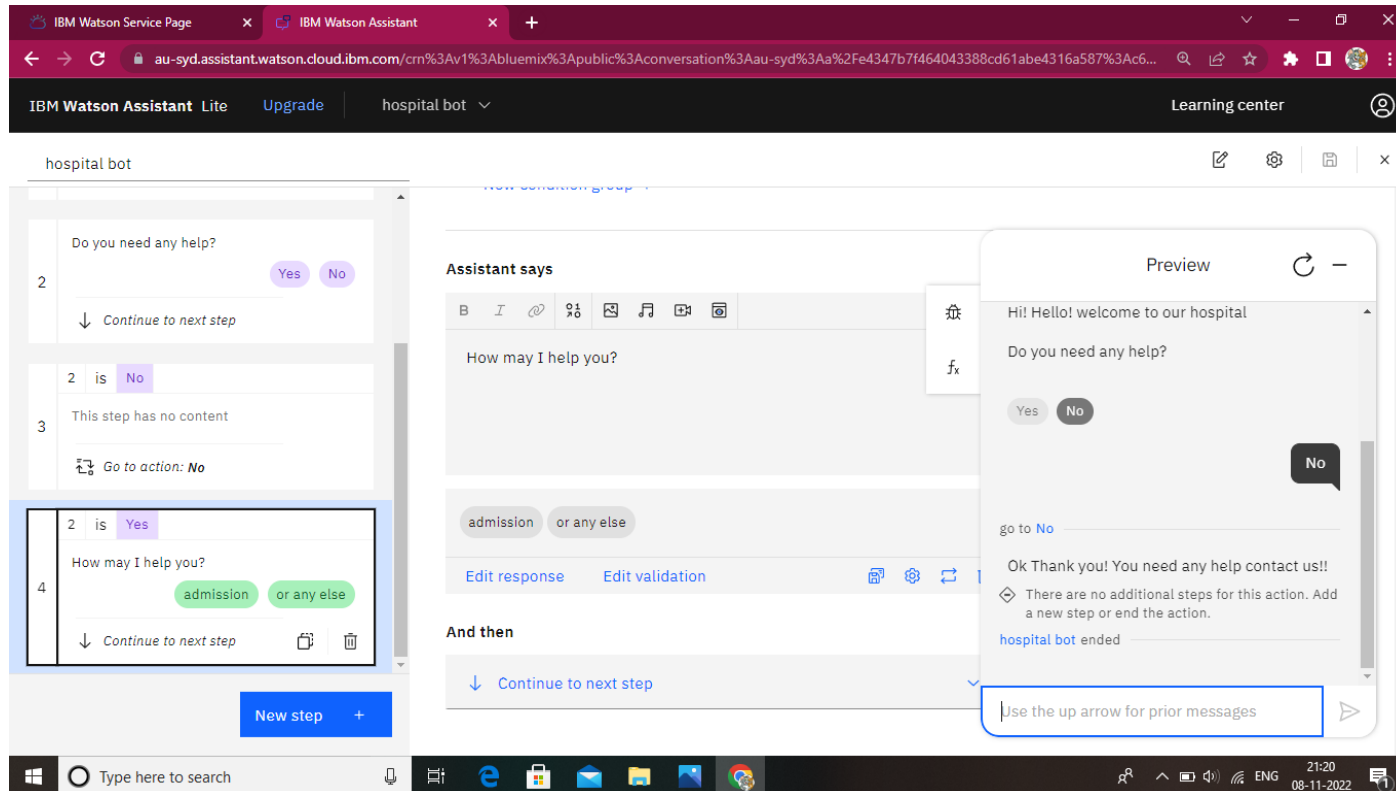 IBM Watson Service Page
IBM Watson Assistant
au-syd.assistant.watson.cloud.ibm.com/crn%3Av1%3Abluemix%3Apublic%3Aconversation%3Aau-syd%3Aa%2Fe4347b7f464043388cd61abe4316a587%3Ac6...
IBM Watson Assistant Lite Upgrade hospital bot Learning center
hospital bot
2
Do you need any help?
Yes No
Continue to next step
3
2 is No
This step has no content
Go to action: No
4
2 is Yes
How may I help you?
admission or any else
Continue to next step
New step +
New condition group +
Assistant says
B I
How may I help you?
admission or any else
Edit response Edit validation
And then
Continue to next step
fx
Preview
Hi! Hello! welcome to our hospital
Do you need any help?
Yes No
No
go to No
Ok Thank you! You need any help contact us!!
There are no additional steps for this action. Add
a new step or end the action.
hospital bot ended
Use the up arrow for prior messages
Type here to search
ENG
21:20
08-11-2022
1